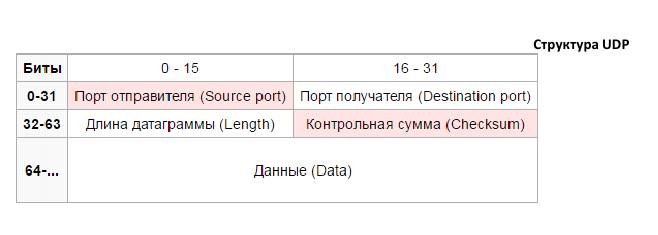 Структура UDP
Биты 0 - 15 16 - 31
0-31 Порт отправителя (Source port) Порт получателя (Destination port)
32-63 Длина датаграммы (Length) Контрольная сумма (Checksum)
64-... Данные (Data)